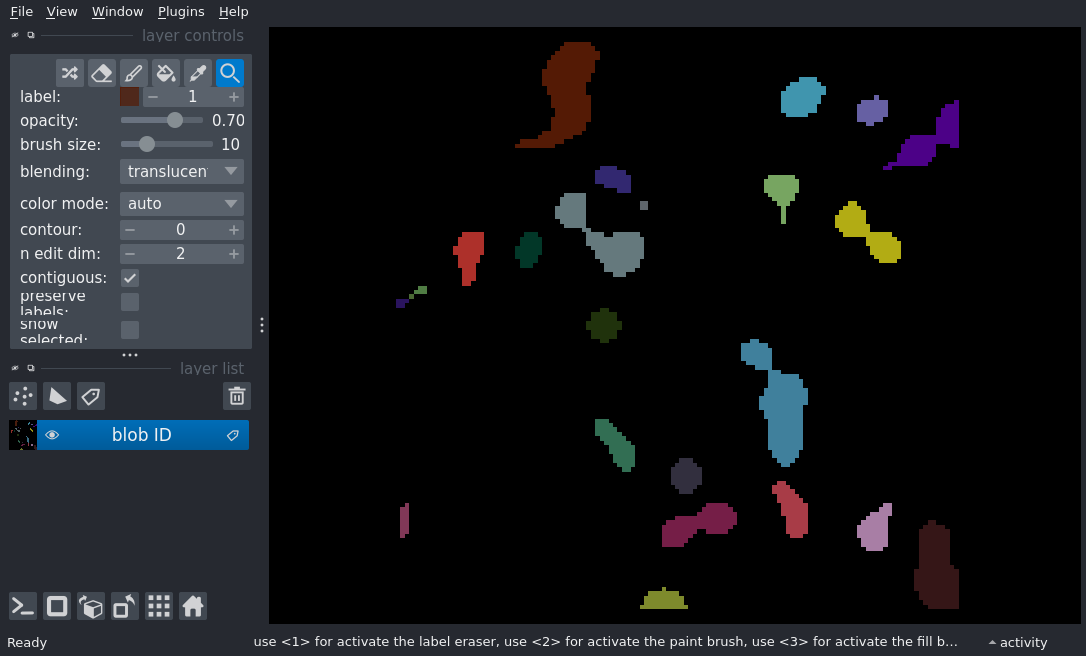 File View Window Plugins Help
layer controls
label: 1
opacity: 0.70
brush size: 10
blending: translucen
color mode: auto
contour: 0
n edit dim: 2
contiguous:
preserve
labels:
show
selected:
layer list
blob ID
Ready
use <1> for activate the label eraser, use <2> for activate the paint brush, use <3> for activate the fill b...
activity